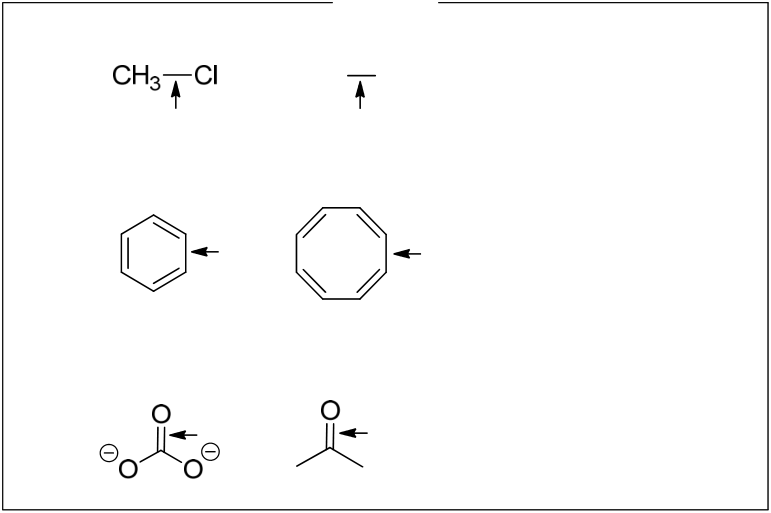 CH3—Cl
O
O
⊖ O O ⊖